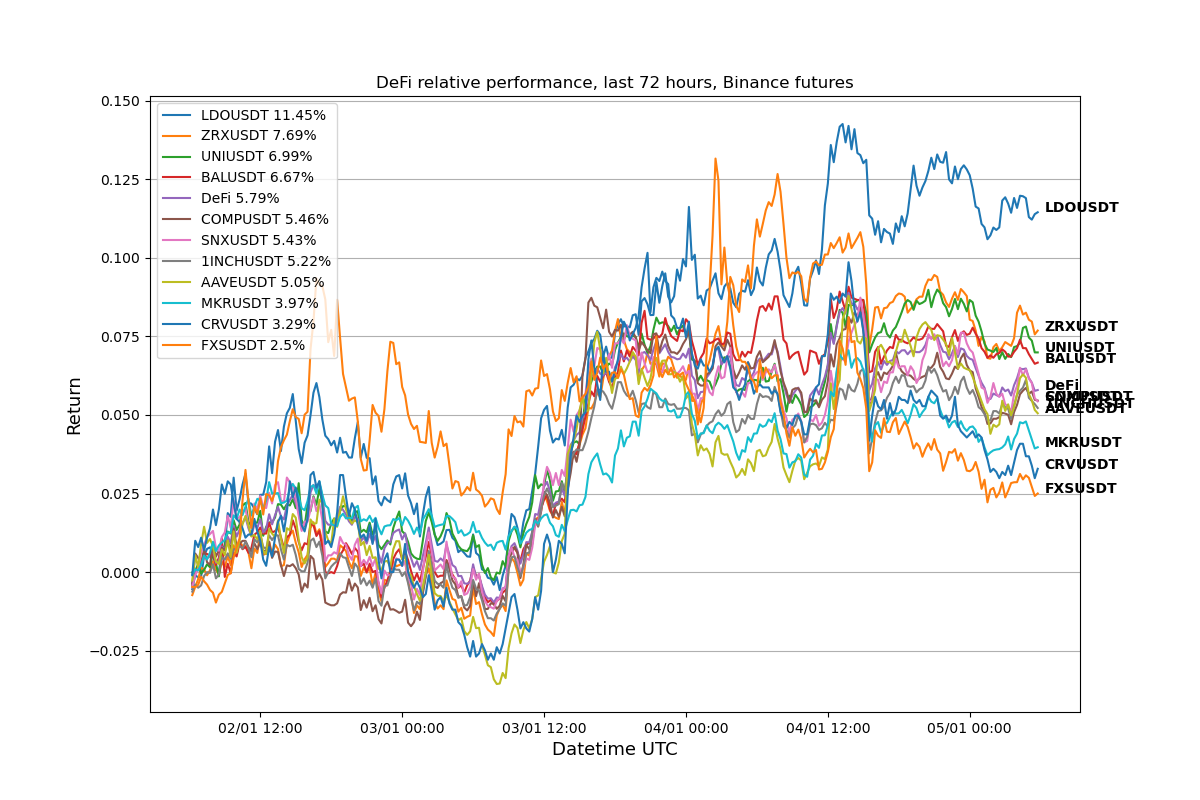 DeFi relative performance, last 72 hours, Binance futures
0.150
0.125
0.100
0.075
0.050
0.025
0.000
−0.025
Return
LDOUSDT 11.45%
ZRXUSDT 7.69%
UNIUSDT 6.99%
BALUSDT 6.67%
DeFi 5.79%
COMPUSDT 5.46%
SNXUSDT 5.43%
1INCHUSDT 5.22%
AAVEUSDT 5.05%
MKRUSDT 3.97%
CRVUSDT 3.29%
FXSUSDT 2.5%
LDOUSDT
ZRXUSDT
UNIUSDT
BALUSDT
DeFi
AAVEUSDT
MKRUSDT
CRVUSDT
FXSUSDT
02/01 12:00
03/01 00:00
03/01 12:00
04/01 00:00
04/01 12:00
05/01 00:00
Datetime UTC